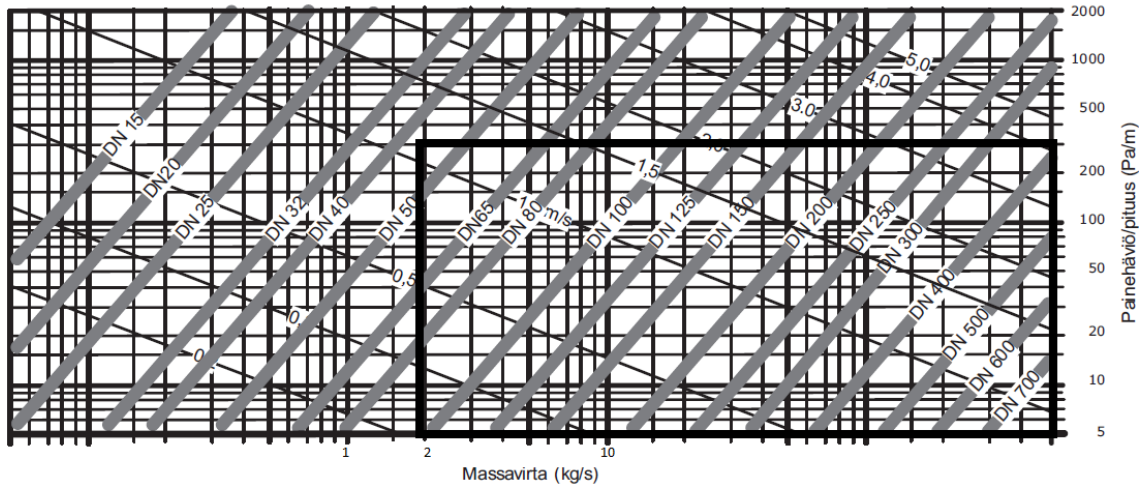 2000
1000
500
200
100
50
20
10
5
Painehäviö/pituus (Pa/m)
5,0
4,0
3.0
2,0
1,5
m/s
0,5
DN 15
DN20
DN 25
DN 32
DN 40
DN 50
DN65
DN 80
DN 100
DN 125
DN 150
DN 200
DN 250
DN 300
DN 400
DN 500
DN 600
DN 700
1
2
10
Massavirta (kg/s)